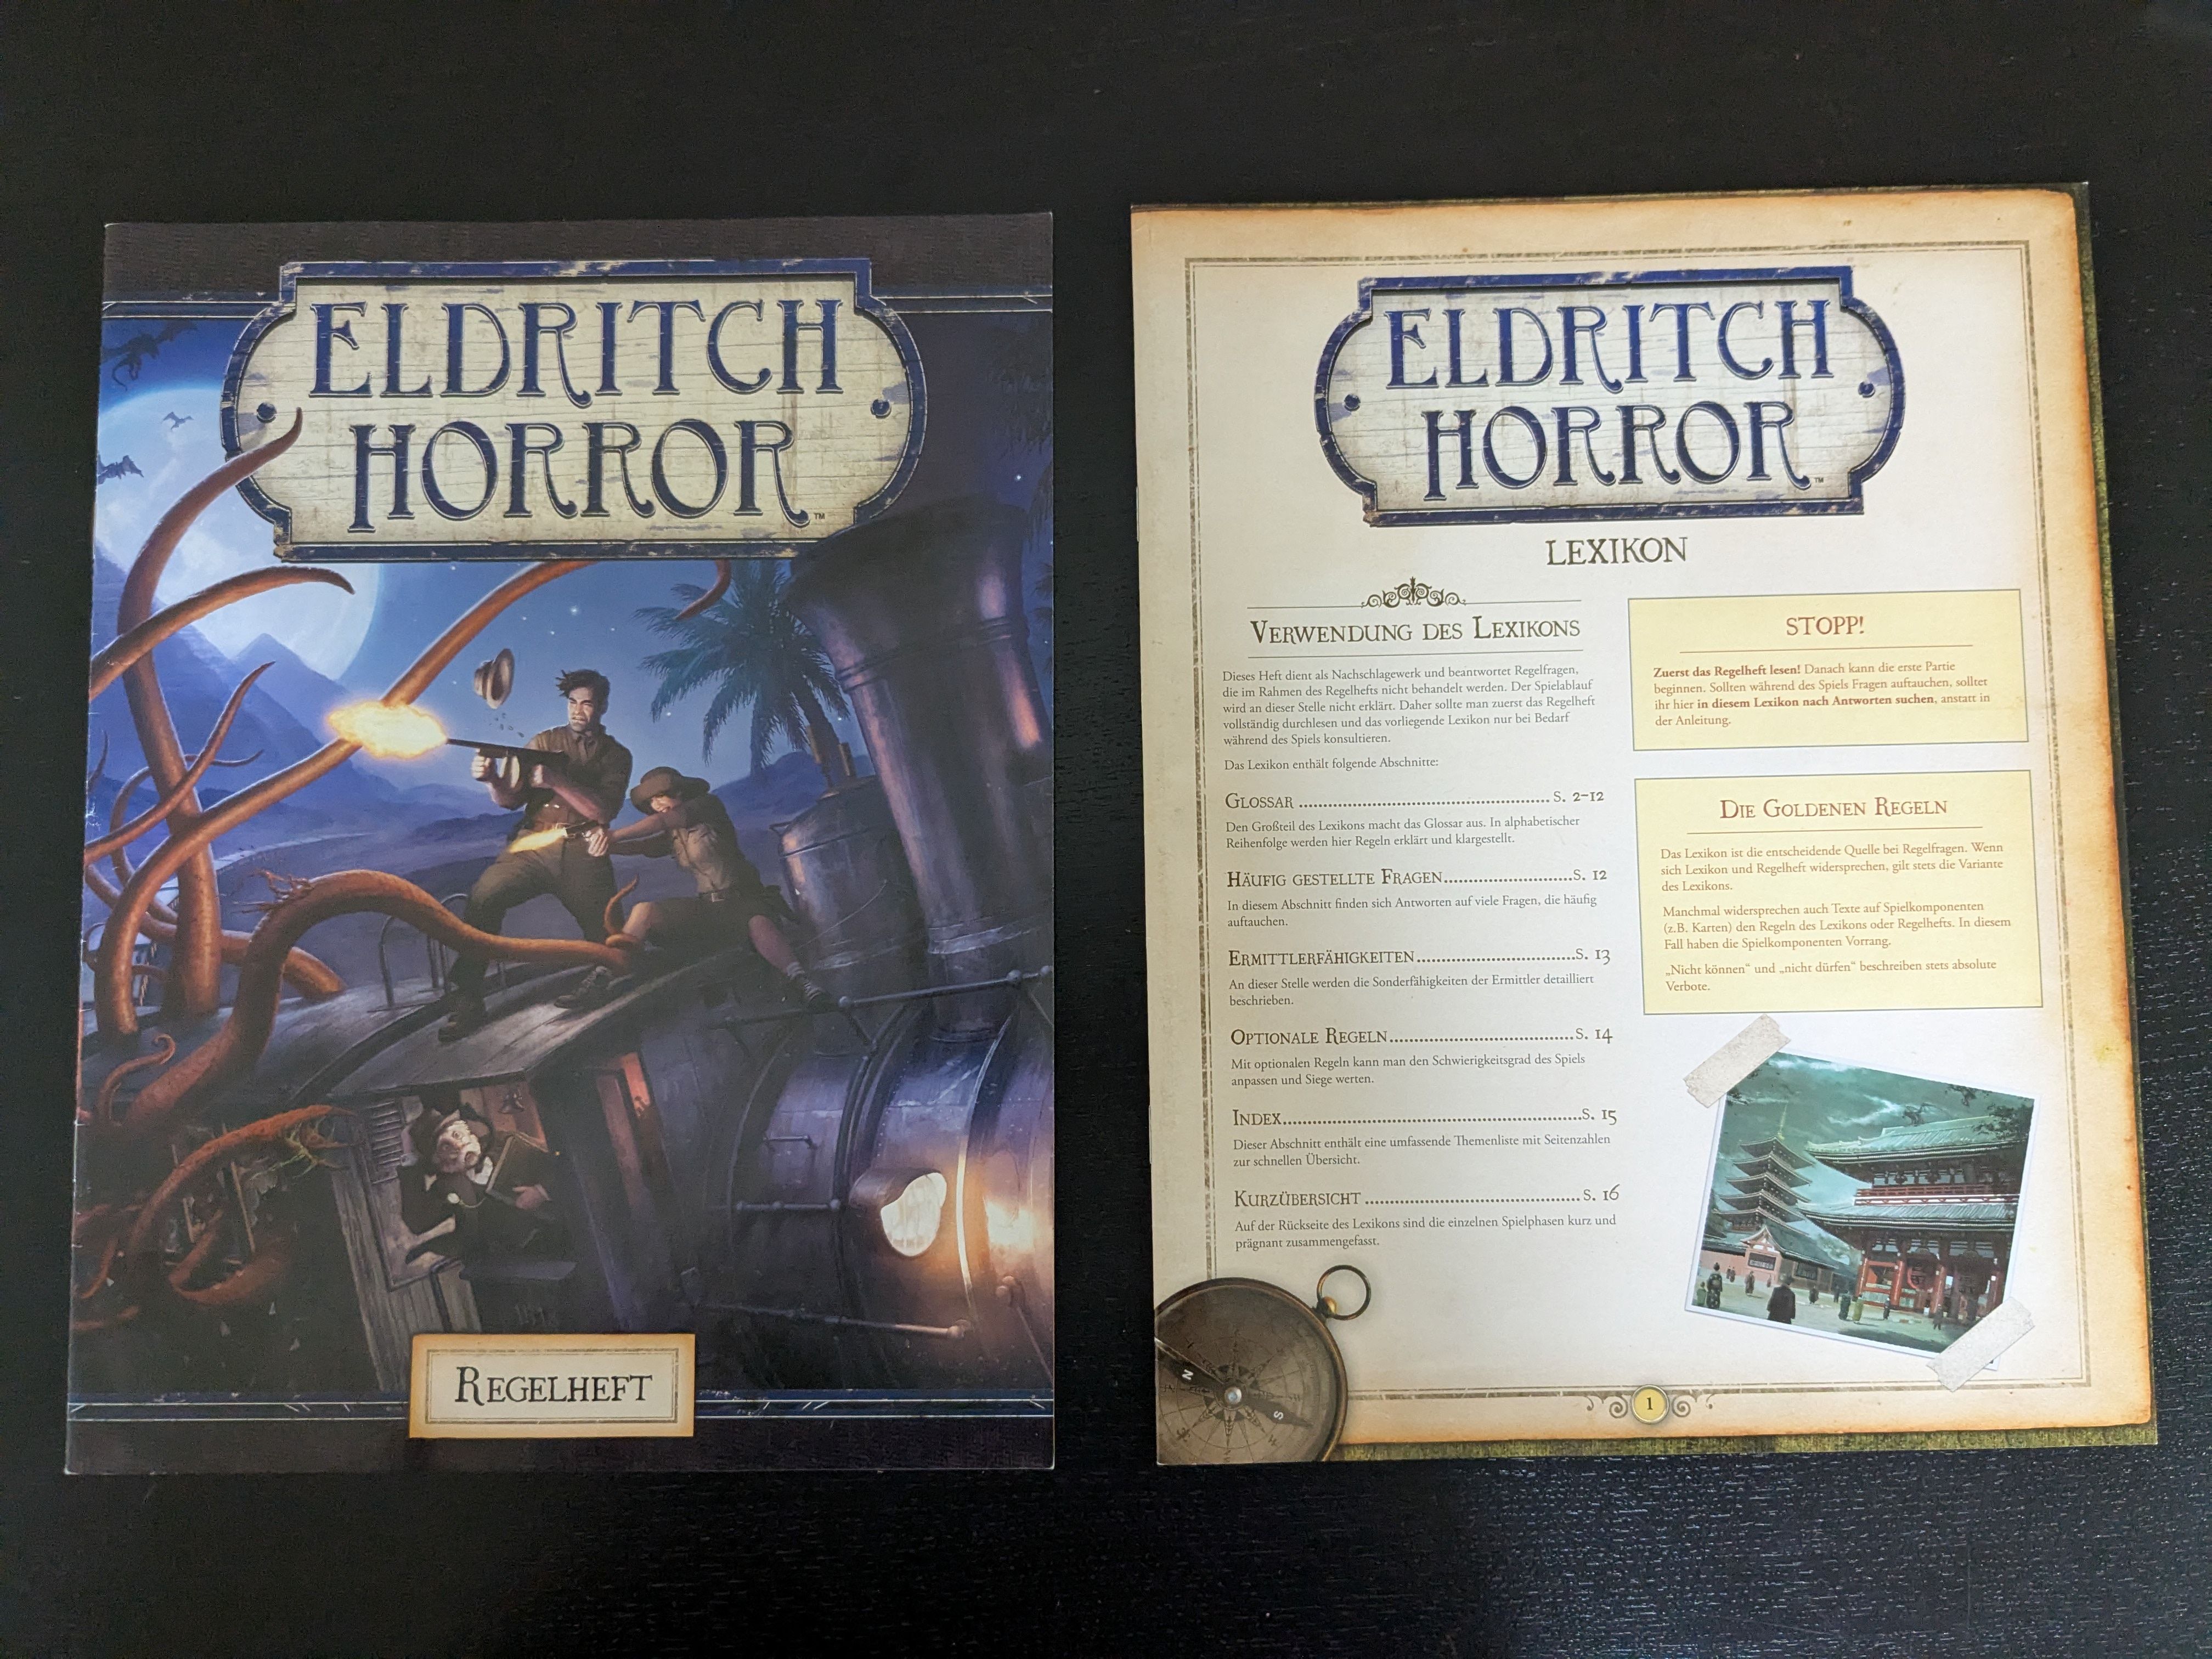 ELDRITCH
HORROR™
REGELHEFT
ELDRITCH
HORROR™
LEXIKON
VERWENDUNG DES LEXIKONS
Dieses Heft dient als Nachschlagewerk und beantwortet Regelfragen,
die im Rahmen des Regelhefts nicht behandelt werden. Der Spielablauf
wird an dieser Stelle nicht erklärt. Daher sollte man zuerst das Regelheft
vollständig durchlesen und das vorliegende Lexikon nur bei Bedarf
während des Spiels konsultieren.
Das Lexikon enthält folgende Abschnitte:
GLOSSAR ........................................................ S. 2–12
Den Großteil des Lexikons macht das Glossar aus. In alphabetischer
Reihenfolge werden hier Regeln erklärt und klargestellt.
HÄUFIG GESTELLTE FRAGEN............................S. 12
In diesem Abschnitt finden sich Antworten auf viele Fragen, die häufig
auftauchen.
ERMITTLERFÄHIGKEITEN...................................S. 13
An dieser Stelle werden die Sonderfähigkeiten der Ermittler detailliert
beschrieben.
OPTIONALE REGELN.........................................S. 14
Mit optionalen Regeln kann man den Schwierigkeitsgrad des Spiels
anpassen und Siege werten.
INDEX..................................................................S. 15
Dieser Abschnitt enthält eine umfassende Themenliste mit Seitenzahlen
zur schnellen Übersicht.
KURZÜBERSICHT ................................................ S. 16
Auf der Rückseite des Lexikons sind die einzelnen Spielphasen kurz und
prägnant zusammengefasst.
STOPP!
Zuerst das Regelheft lesen! Danach kann die erste Partie
beginnen. Sollten während des Spiels Fragen auftauchen, solltet
ihr hier in diesem Lexikon nach Antworten suchen, anstatt in
der Anleitung.
DIE GOLDENEN REGELN
Das Lexikon ist die entscheidende Quelle bei Regelfragen. Wenn
sich Lexikon und Regelheft widersprechen, gilt stets die Variante
des Lexikons.
Manchmal widersprechen auch Texte auf Spielkomponenten
(z.B. Karten) den Regeln des Lexikons oder Regelhefts. In diesem
Fall haben die Spielkomponenten Vorrang.
„Nicht können“ und „nicht dürfen“ beschreiben stets absolute
Verbote.
N
S
1